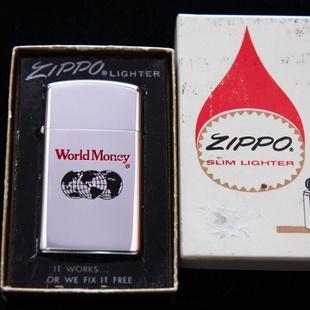 ZIPPO® LIGHTER
World Money®
IT WORKS...
OR WE FIX IT FREE
ZIPPO®
SLIM LIGHTER